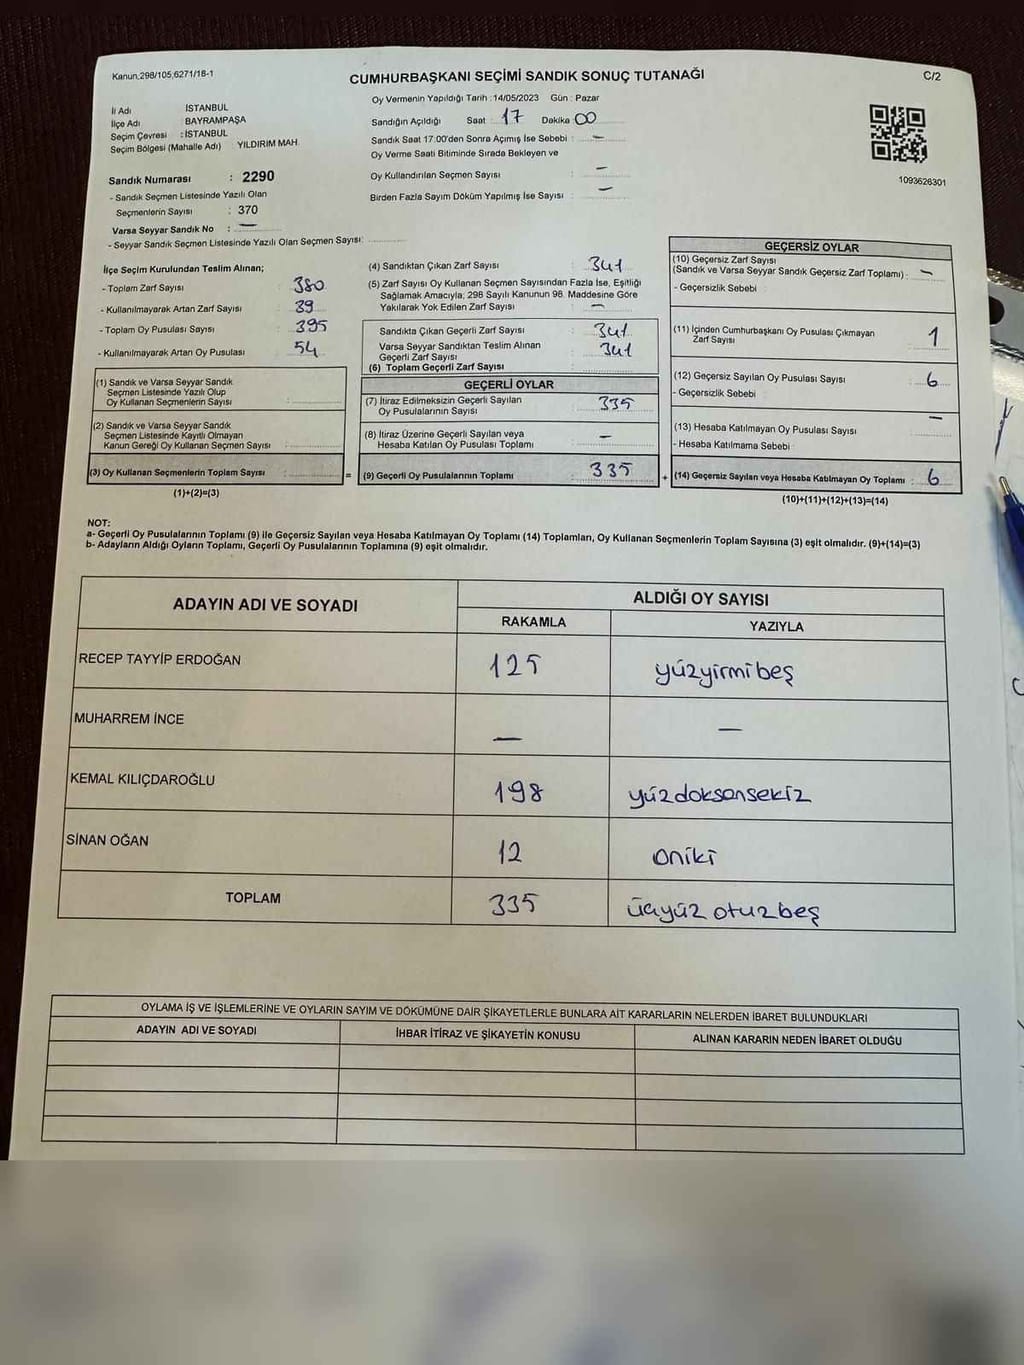 Kanun,298/105,6271/18-1
CUMHURBAŞKANI SEÇİMİ SANDIK SONUÇ TUTANAĞI
C/2
İl Adı İSTANBUL
İlçe Adı BAYRAMPAŞA
Seçim Çevresi : İSTANBUL
Seçim Bölgesi (Mahalle Adı) YILDIRIM MAH.
Oy Vermenin Yapıldığı Tarih : 14/05/2023 Gün : Pazar
Sandığın Açıldığı Saat : 17 Dakika 00
Sandık Saat 17:00'den Sonra Açımış İse Sebebi : —
Oy Verme Saati Bitiminde Sırada Bekleyen ve
Oy Kullandırılan Seçmen Sayısı : —
Birden Fazla Sayım Döküm Yapılmış İse Sayısı : —
1093626301
Sandık Numarası : 2290
- Sandık Seçmen Listesinde Yazılı Olan
Seçmenlerin Sayısı : 370
Varsa Seyyar Sandık No : —
- Seyyar Sandık Seçmen Listesinde Yazılı Olan Seçmen Sayısı:
İlçe Seçim Kurulundan Teslim Alınan;
- Toplam Zarf Sayısı : 380
- Kullanılmayarak Artan Zarf Sayısı : 39
- Toplam Oy Pusulası Sayısı : 395
- Kullanılmayarak Artan Oy Pusulası : 54
(1) Sandık ve Varsa Seyyar Sandık
Seçmen Listesinde Yazılı Olup
Oy Kullanan Seçmenlerin Sayısı :
(2) Sandık ve Varsa Seyyar Sandık
Seçmen Listesinde Kayıtlı Olmayan
Kanun Gereği Oy Kullanan Seçmen Sayısı :
(3) Oy Kullanan Seçmenlerin Toplam Sayısı :
(1)+(2)=(3)
=
(4) Sandıktan Çıkan Zarf Sayısı : 341
(5) Zarf Sayısı Oy Kullanan Seçmen Sayısından Fazla İse, Eşitliği
Sağlamak Amacıyla, 298 Sayılı Kanunun 98. Maddesine Göre
Yakılarak Yok Edilen Zarf Sayısı : —
Sandıkta Çıkan Geçerli Zarf Sayısı : 341
Varsa Seyyar Sandıktan Teslim Alınan
Geçerli Zarf Sayısı : 341
(6) Toplam Geçerli Zarf Sayısı :
GEÇERLİ OYLAR
(7) İtiraz Edilmeksizin Geçerli Sayılan
Oy Pusulalarının Sayısı : 335
(8) İtiraz Üzerine Geçerli Sayılan veya
Hesaba Katılan Oy Pusulası Toplamı : —
(9) Geçerli Oy Pusulalarının Toplamı : 335
+
GEÇERSİZ OYLAR
(10) Geçersiz Zarf Sayısı
(Sandık ve Varsa Seyyar Sandık Geçersiz Zarf Toplamı) : —
- Geçersizlik Sebebi :
(11) İçinden Cumhurbaşkanı Oy Pusulası Çıkmayan
Zarf Sayısı : 1
(12) Geçersiz Sayılan Oy Pusulası Sayısı : 6
- Geçersizlik Sebebi :
(13) Hesaba Katılmayan Oy Pusulası Sayısı : —
- Hesaba Katılmama Sebebi :
(14) Geçersiz Sayılan veya Hesaba Katılmayan Oy Toplamı : 6
(10)+(11)+(12)+(13)=(14)
NOT:
a- Geçerli Oy Pusulalarının Toplamı (9) ile Geçersiz Sayılan veya Hesaba Katılmayan Oy Toplamı (14) Toplamları, Oy Kullanan Seçmenlerin Toplam Sayısına (3) eşit olmalıdır. (9)+(14)=(3)
b- Adayların Aldığı Oyların Toplamı, Geçerli Oy Pusulalarının Toplamına (9) eşit olmalıdır.
ADAYIN ADI VE SOYADI
ALDIĞI OY SAYISI
RAKAMLA YAZIYLA
RECEP TAYYİP ERDOĞAN 125 yüzyirmibeş
MUHARREM İNCE — —
KEMAL KILIÇDAROĞLU 198 yüzdoksansekiz
SİNAN OĞAN 12 oniki
TOPLAM 335 üçyüz otuzbeş
OYLAMA İŞ VE İŞLEMLERİNE VE OYLARIN SAYIM VE DÖKÜMÜNE DAİR ŞİKAYETLERLE BUNLARA AİT KARARLARIN NELERDEN İBARET BULUNDUKLARI
ADAYIN ADI VE SOYADI İHBAR İTİRAZ VE ŞİKAYETİN KONUSU ALINAN KARARIN NEDEN İBARET OLDUĞU